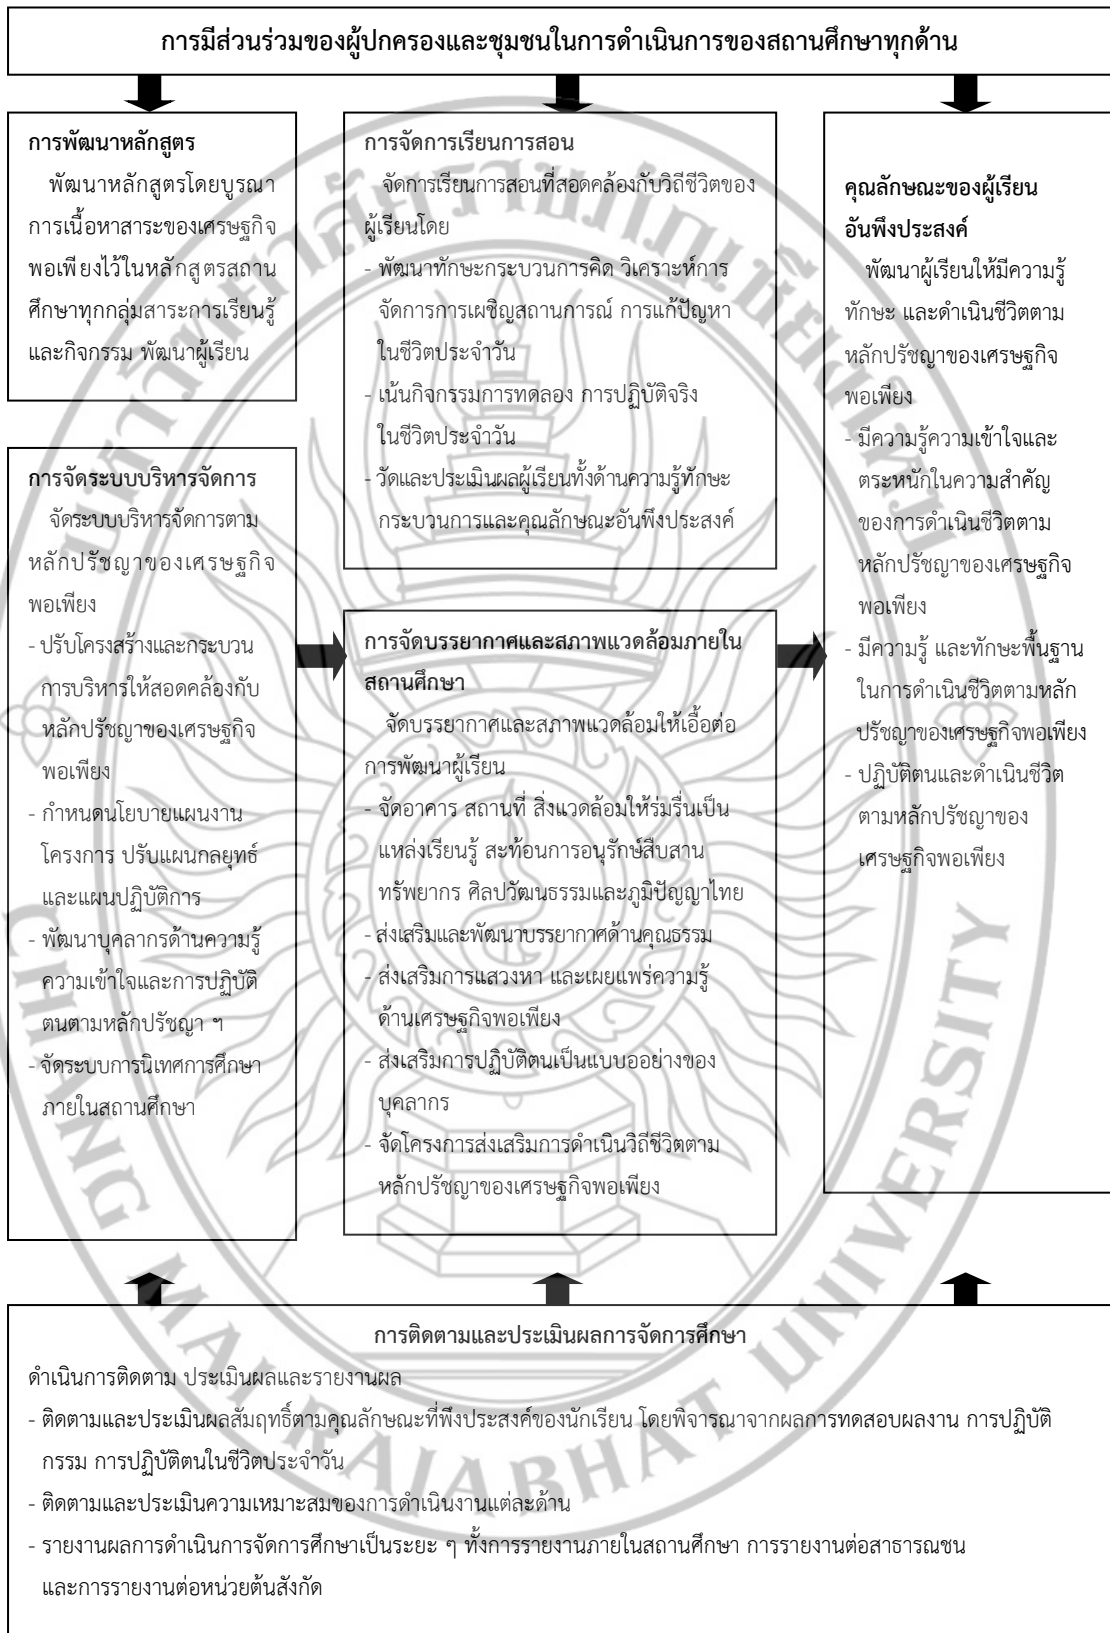 การมีส่วนร่วมของผู้ปกครองและชุมชนในการดำเนินการของสถานศึกษาทุกด้าน
การพัฒนาหลักสูตร
พัฒนาหลักสูตรโดยบูรณา
การเนื้อหาสาระของเศรษฐกิจ
พอเพียงไว้ในหลักสูตรสถาน
ศึกษาทุกกลุ่มสาระการเรียนรู้
และกิจกรรม พัฒนาผู้เรียน
การจัดระบบบริหารจัดการ
จัดระบบบริหารจัดการตาม
หลักปรัชญาของเศรษฐกิจ
พอเพียง
- ปรับโครงสร้างและกระบวน
การบริหารให้สอดคล้องกับ
หลักปรัชญาของเศรษฐกิจ
พอเพียง
- กำหนดนโยบายแผนงาน
โครงการ ปรับแผนกลยุทธ์
และแผนปฏิบัติการ
- พัฒนาบุคลากรด้านความรู้
ความเข้าใจและการปฏิบัติ
ตนตามหลักปรัชญา ฯ
- จัดระบบการนิเทศการศึกษา
ภายในสถานศึกษา
การจัดการเรียนการสอน
จัดการเรียนการสอนที่สอดคล้องกับวิถีชีวิตของ
ผู้เรียนโดย
- พัฒนาทักษะกระบวนการคิด วิเคราะห์การ
จัดการการเผชิญสถานการณ์ การแก้ปัญหา
ในชีวิตประจำวัน
- เน้นกิจกรรมการทดลอง การปฏิบัติจริง
ในชีวิตประจำวัน
- วัดและประเมินผลผู้เรียนทั้งด้านความรู้ทักษะ
กระบวนการและคุณลักษณะอันพึงประสงค์
การจัดบรรยากาศและสภาพแวดล้อมภายใน
สถานศึกษา
จัดบรรยากาศและสภาพแวดล้อมให้เอื้อต่อ
การพัฒนาผู้เรียน
- จัดอาคาร สถานที่ สิ่งแวดล้อมให้ร่มรื่นเป็น
แหล่งเรียนรู้ สะท้อนการอนุรักษ์สืบสาน
ทรัพยากร ศิลปวัฒนธรรมและภูมิปัญญาไทย
- ส่งเสริมและพัฒนาบรรยากาศด้านคุณธรรม
- ส่งเสริมการแสวงหา และเผยแพร่ความรู้
ด้านเศรษฐกิจพอเพียง
- ส่งเสริมการปฏิบัติตนเป็นแบบออย่างของ
บุคลากร
- จัดโครงการส่งเสริมการดำเนินวิถีชีวิตตาม
หลักปรัชญาของเศรษฐกิจพอเพียง
คุณลักษณะของผู้เรียน
อันพึงประสงค์
พัฒนาผู้เรียนให้มีความรู้
ทักษะ และดำเนินชีวิตตาม
หลักปรัชญาของเศรษฐกิจ
พอเพียง
- มีความรู้ความเข้าใจและ
ตระหนักในความสำคัญ
ของการดำเนินชีวิตตาม
หลักปรัชญาของเศรษฐกิจ
พอเพียง
- มีความรู้ และทักษะพื้นฐาน
ในการดำเนินชีวิตตามหลัก
ปรัชญาของเศรษฐกิจพอเพียง
- ปฏิบัติตนและดำเนินชีวิต
ตามหลักปรัชญาของ
เศรษฐกิจพอเพียง
การติดตามและประเมินผลการจัดการศึกษา
ดำเนินการติดตาม ประเมินผลและรายงานผล
- ติดตามและประเมินผลสัมฤทธิ์ตามคุณลักษณะที่พึงประสงค์ของนักเรียน โดยพิจารณาจากผลการทดสอบผลงาน การปฏิบัติ
กรรม การปฏิบัติตนในชีวิตประจำวัน
- ติดตามและประเมินความเหมาะสมของการดำเนินงานแต่ละด้าน
- รายงานผลการดำเนินการจัดการศึกษาเป็นระยะ ๆ ทั้งการรายงานภายในสถานศึกษา การรายงานต่อสาธารณชน
และการรายงานต่อหน่วยต้นสังกัด
มหาวิทยาลัยราชภัฏเชียงใหม่
CHIANG MAI RAJABHAT UNIVERSITY